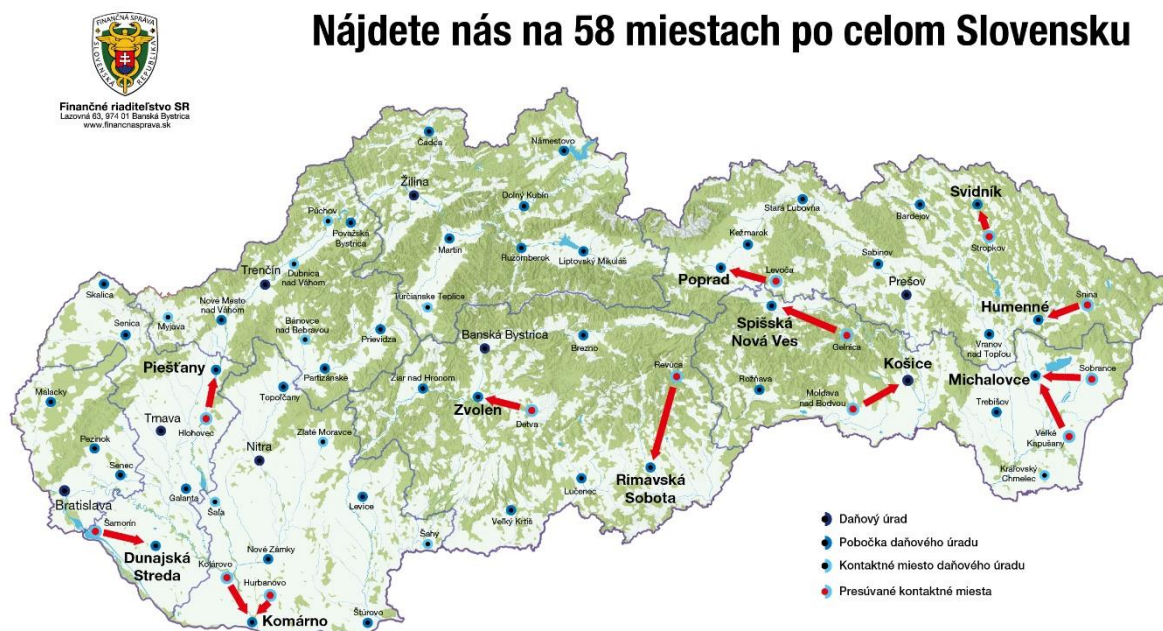 FINANČNÁ SPRÁVA
SLOVENSKÁ REPUBLIKA
Finančné riaditeľstvo SR
Lazovná 63, 974 01 Banská Bystrica
www.financnasprava.sk
Nájdete nás na 58 miestach po celom Slovensku
Čadca
Námestovo
Žilina
Dolný Kubín
Svidník
Stará Ľubovňa
Bardejov
Púchov
Považská
Bystrica
Kežmarok
Stropkov
Martin
Ružomberok
Liptovský Mikuláš
Sabinov
Dubnica
nad Váhom
Trenčín
Poprad
Levoča
Prešov
Skalica
Nové Mesto
nad Váhom
Turčianske Teplice
Humenné
Snina
Myjava
Senica
Bánovce
nad Bebravou
Prievidza
Banská Bystrica
Brezno
Spišská
Nová Ves
Gelnica
Vranov
nad Topľou
Piešťany
Partizánske
Revúca
Košice
Sobrance
Malacky
Topoľčany
Žiar nad Hronom
Rožňava
Moldava
nad Bodvou
Michalovce
Zvolen
Detva
Trebišov
Trnava
Hlohovec
Zlaté Moravce
Veľké
Kapušany
Pezinok
Nitra
Senec
Galanta
Lučenec
Rimavská
Sobota
Kráľovský
Chmelec
Bratislava
Šaľa
Levice
Veľký Krtíš
Šamorín
Dunajská
Streda
Nové Zámky
Šahy
Kolárovo
Hurbanovo
Komárno
Štúrovo
Daňový úrad
Pobočka daňového úradu
Kontaktné miesto daňového úradu
Presúvané kontaktné miesta